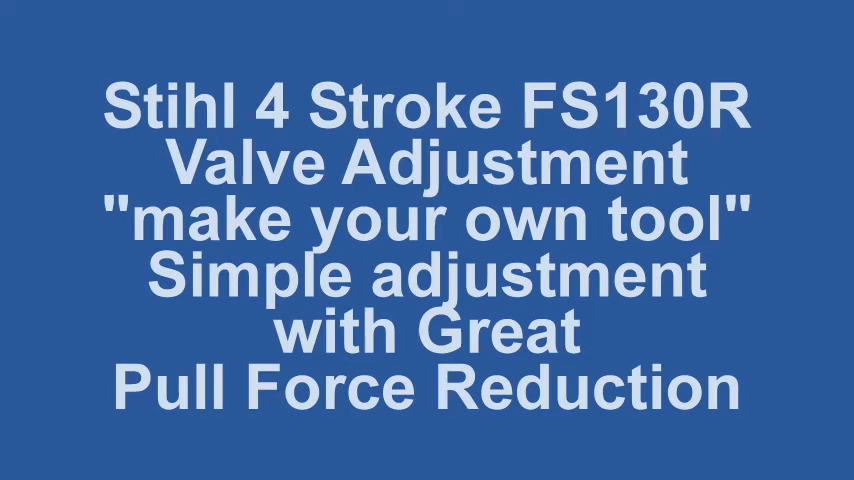 Stihl 4 Stroke FS130R
Valve Adjustment
"make your own tool"
Simple adjustment
with Great
Pull Force Reduction